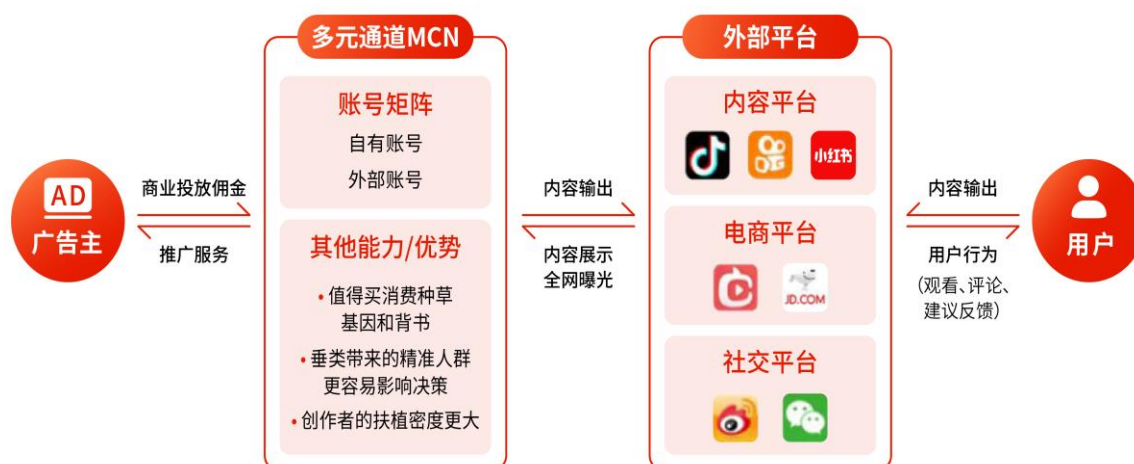 多元通道MCN
外部平台
账号矩阵
自有账号
外部账号
内容平台
小红书
AD
广告主
商业投放佣金
推广服务
其他能力/优势
• 值得买消费种草
基因和背书
• 垂类带来的精准人群
更容易影响决策
• 创作者的扶植密度更大
内容输出
内容展示
全网曝光
电商平台
JD.COM
社交平台
内容输出
用户行为
(观看、评论、
建议反馈)
用户